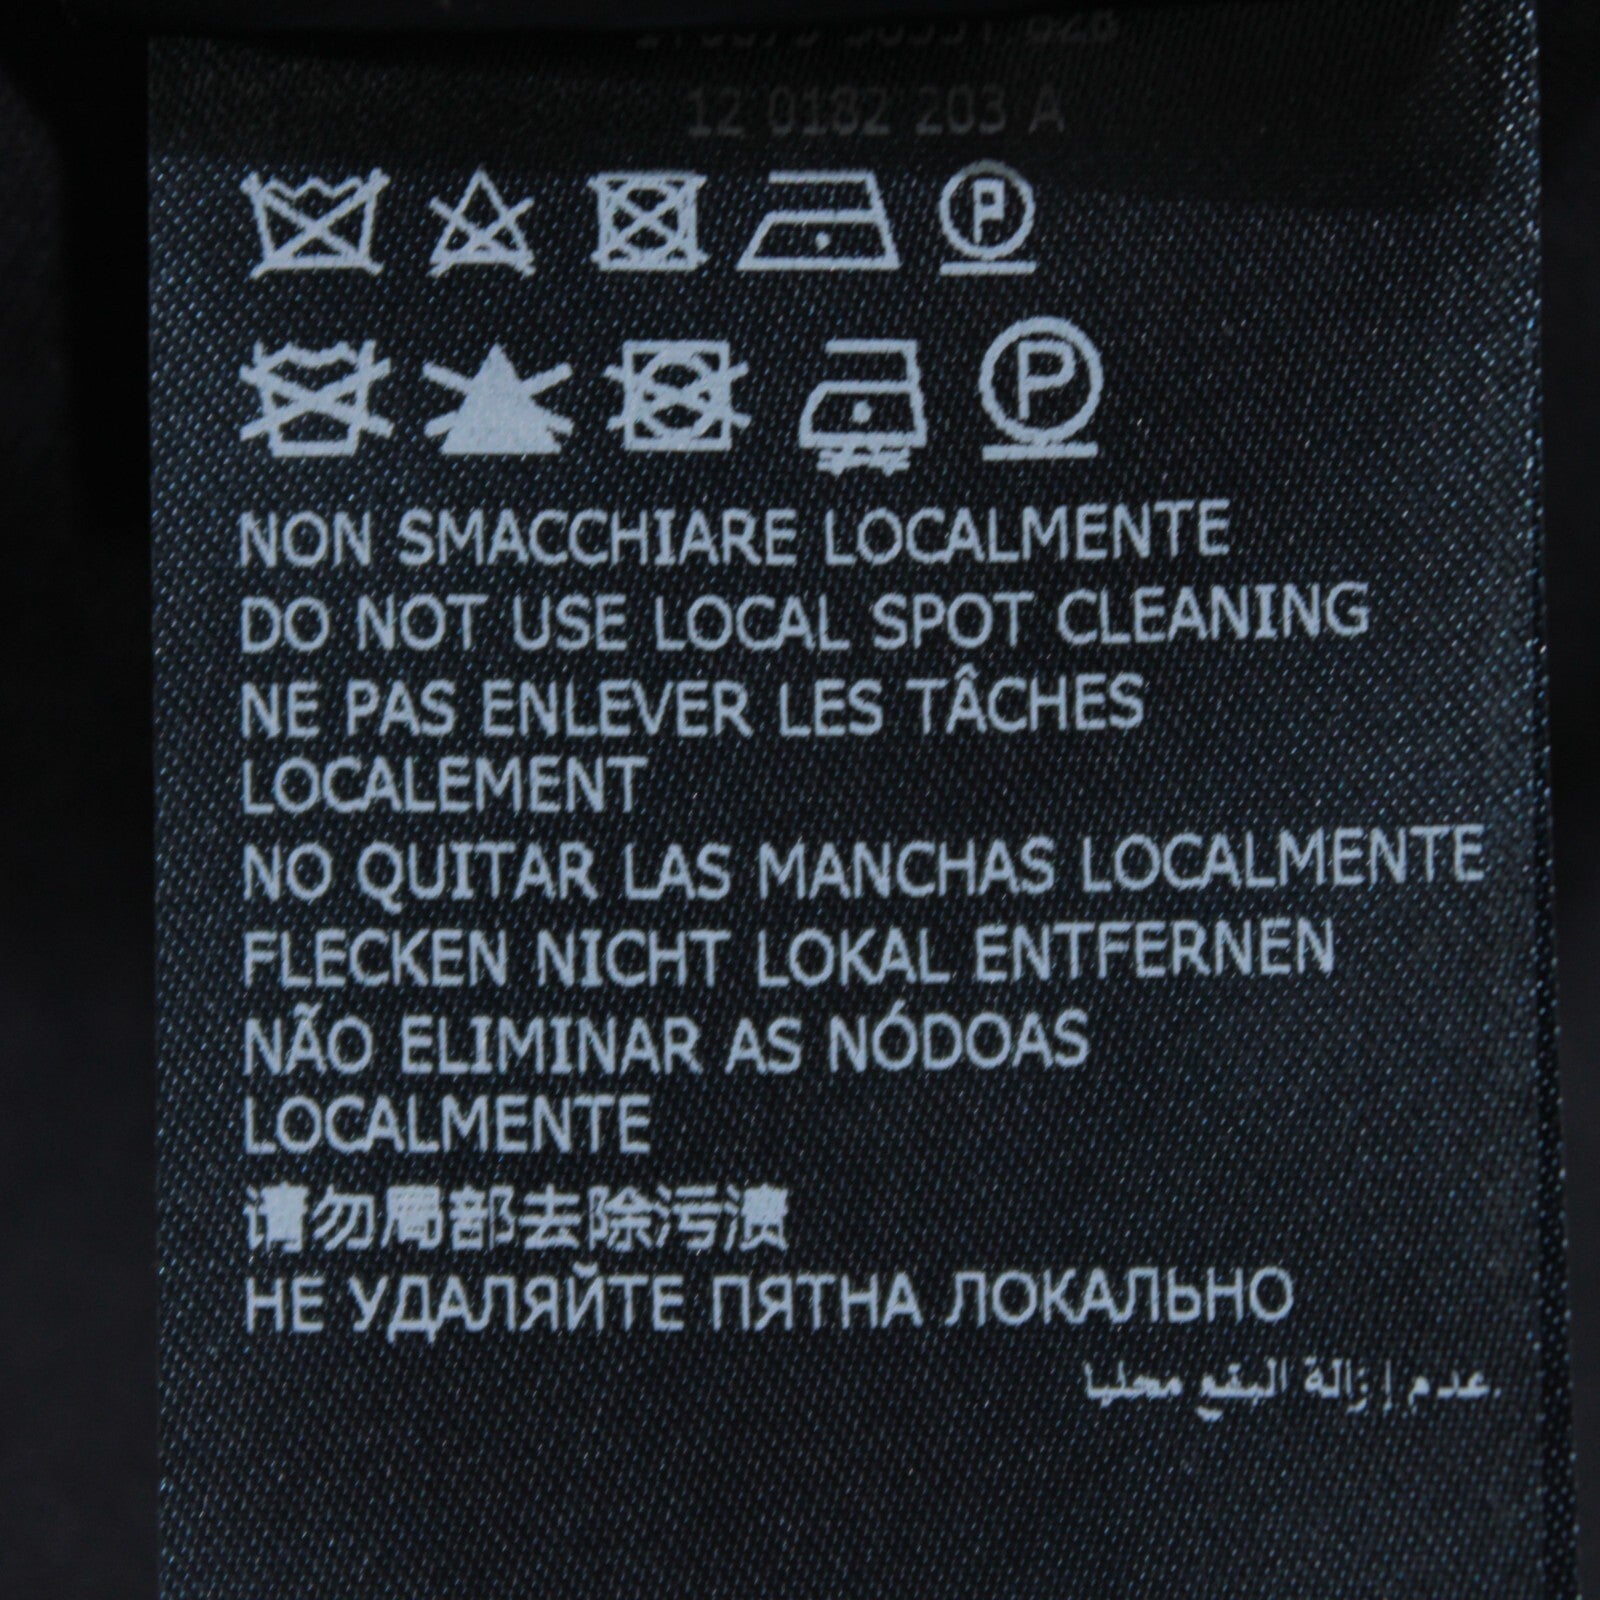 12 0182 203 A
P
P
NON SMACCHIARE LOCALMENTE
DO NOT USE LOCAL SPOT CLEANING
NE PAS ENLEVER LES TÂCHES
LOCALEMENT
NO QUITAR LAS MANCHAS LOCALMENTE
FLECKEN NICHT LOKAL ENTFERNEN
NÃO ELIMINAR AS NÓDOAS
LOCALMENTE
请勿局部去除污渍
НЕ УДАЛЯЙТЕ ПЯТНА ЛОКАЛЬНО
عدم إزالة البقع محليا.